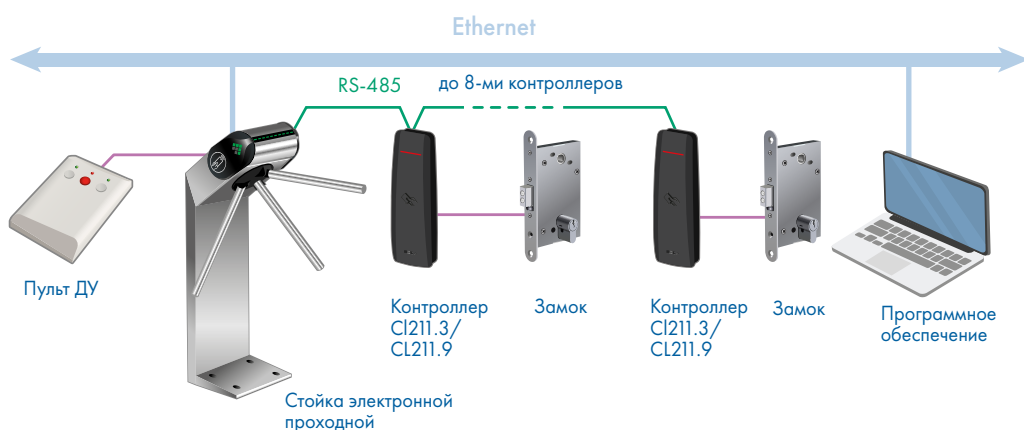 Ethernet
RS-485
до 8-ми контроллеров
Пульт ДУ
Контроллер
Cl211.3/
CL211.9
Замок
Контроллер
Cl211.3/
CL211.9
Замок
Программное
обеспечение
Стойка электронной
проходной